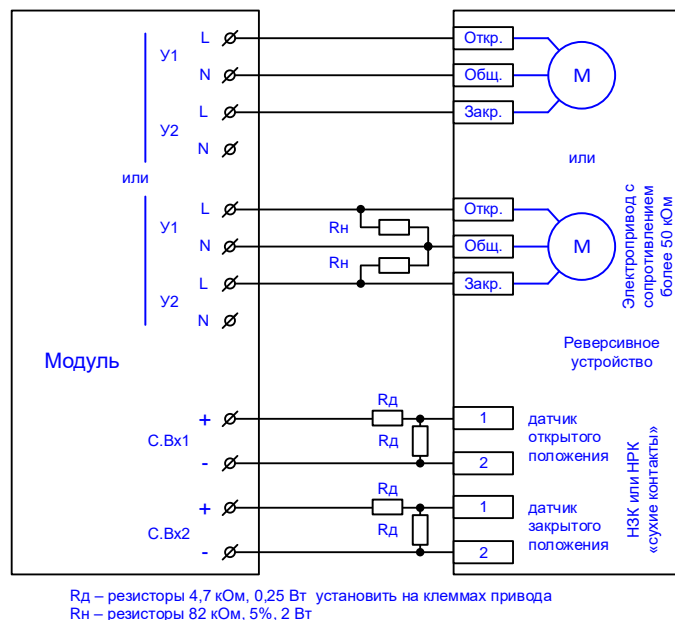 L
Откр.
У1
N
Общ.
М
L
Закр.
У2
N
или
или
L
Откр.
У1
Rн
N
Общ.
М
Rн
L
Закр.
У2
N
Электропривод с
сопротивлением
более 50 кОм
Модуль
Реверсивное
устройство
Rд
+
1
С.Вх1
Rд
-
2
датчик
открытого
положения
Rд
+
1
С.Вх2
Rд
-
2
датчик
закрытого
положения
НЗК или НРК
«сухие контакты»
Rд – резисторы 4,7 кОм, 0,25 Вт установить на клеммах привода
Rн – резисторы 82 кОм, 5%, 2 Вт